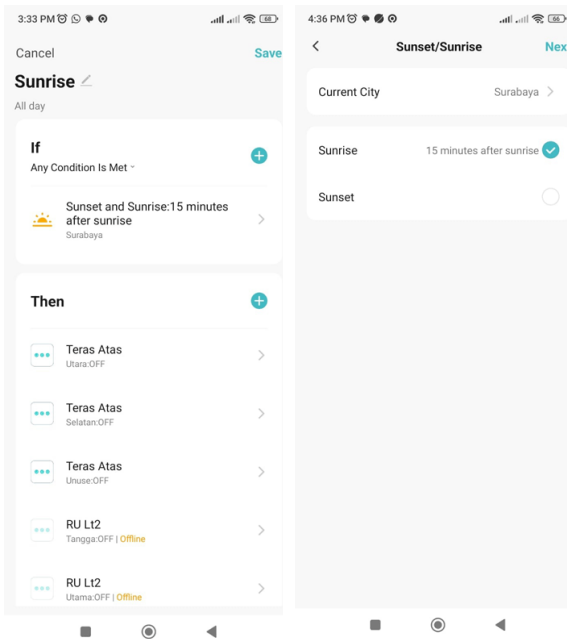 3:33 PM
68
Cancel
Save
Sunrise
All day
If
Any Condition Is Met
Sunset and Sunrise:15 minutes
after sunrise
Surabaya
Then
Teras Atas
Utara:OFF
Teras Atas
Selatan:OFF
Teras Atas
Unuse:OFF
RU Lt2
Tangga:OFF | Offline
RU Lt2
Utama:OFF | Offline
4:36 PM
66
Sunset/Sunrise
Nex
Current City
Surabaya
Sunrise
15 minutes after sunrise
Sunset